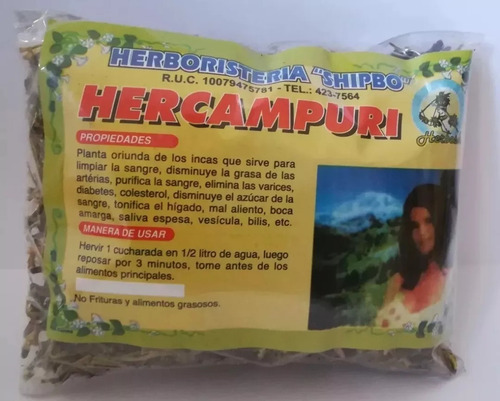 HERBORISTERIA "SHIPBO"
R.U.C. 10079475781 - TEL.: 423-7564
HERCAMPURI
PROPIEDADES
Planta oriunda de los incas que sirve para
limpiar la sangre, disminuye la grasa de las
artérias, purifica la sangre, elimina las varices,
diabetes, colesterol, disminuye el azúcar de la
sangre, tonifica el hígado, mal aliento, boca
amarga, saliva espesa, vesícula, bilis, etc.
MANERA DE USAR
Hervir 1 cucharada en 1/2 litro de agua, luego
reposar por 3 minutos, tome antes de los
alimentos principales.
No Frituras y alimentos grasosos.